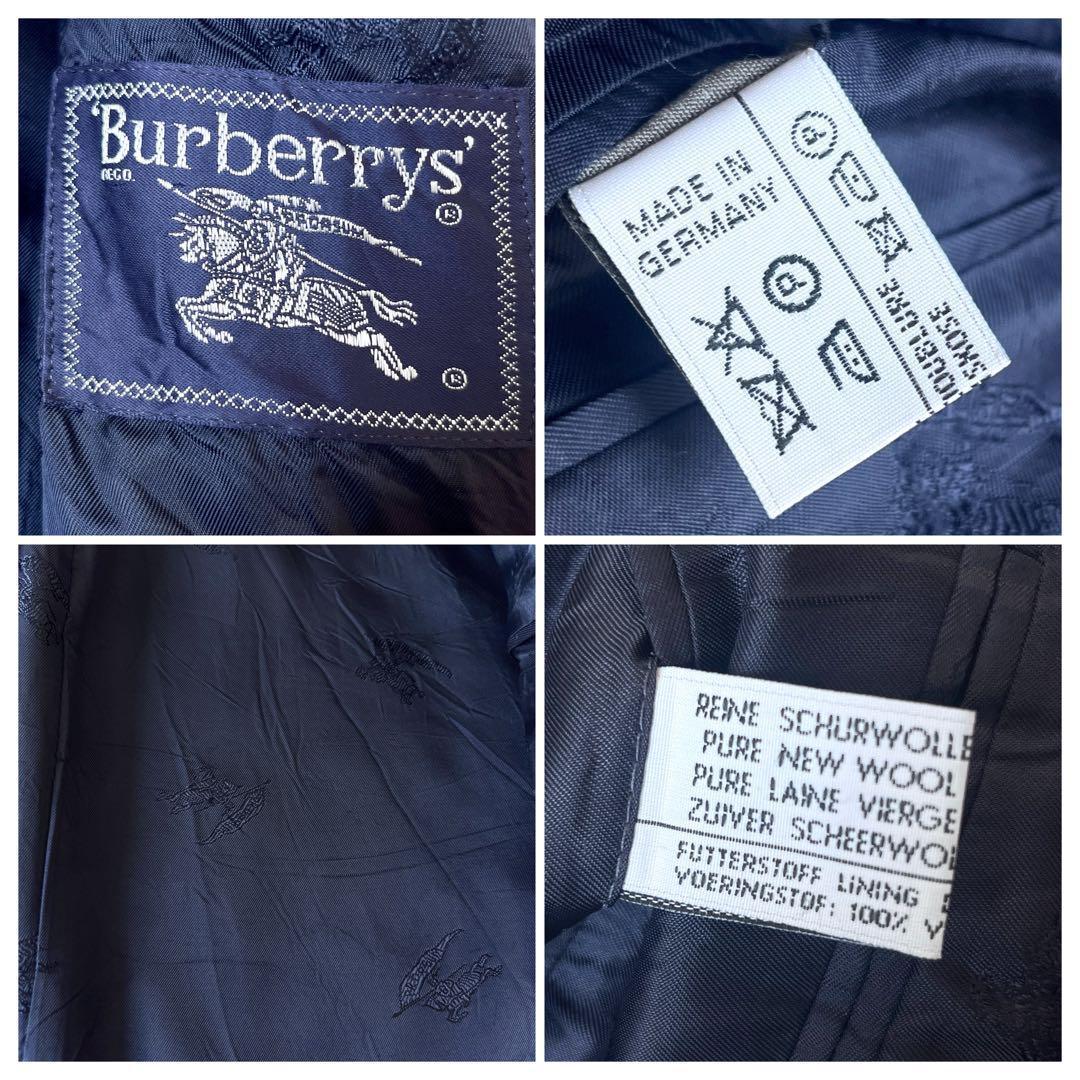 'Burberrys'
REGD.
®
®
MADE IN
GERMANY
P
P
DOUBLURE
REINE SCHURWOLLE
PURE NEW WOOL
PURE LAINE VIERGE
ZUIVER SCHEERWOL
FUTTERSTOFF LINING
VOERINGSTOF: 100% V